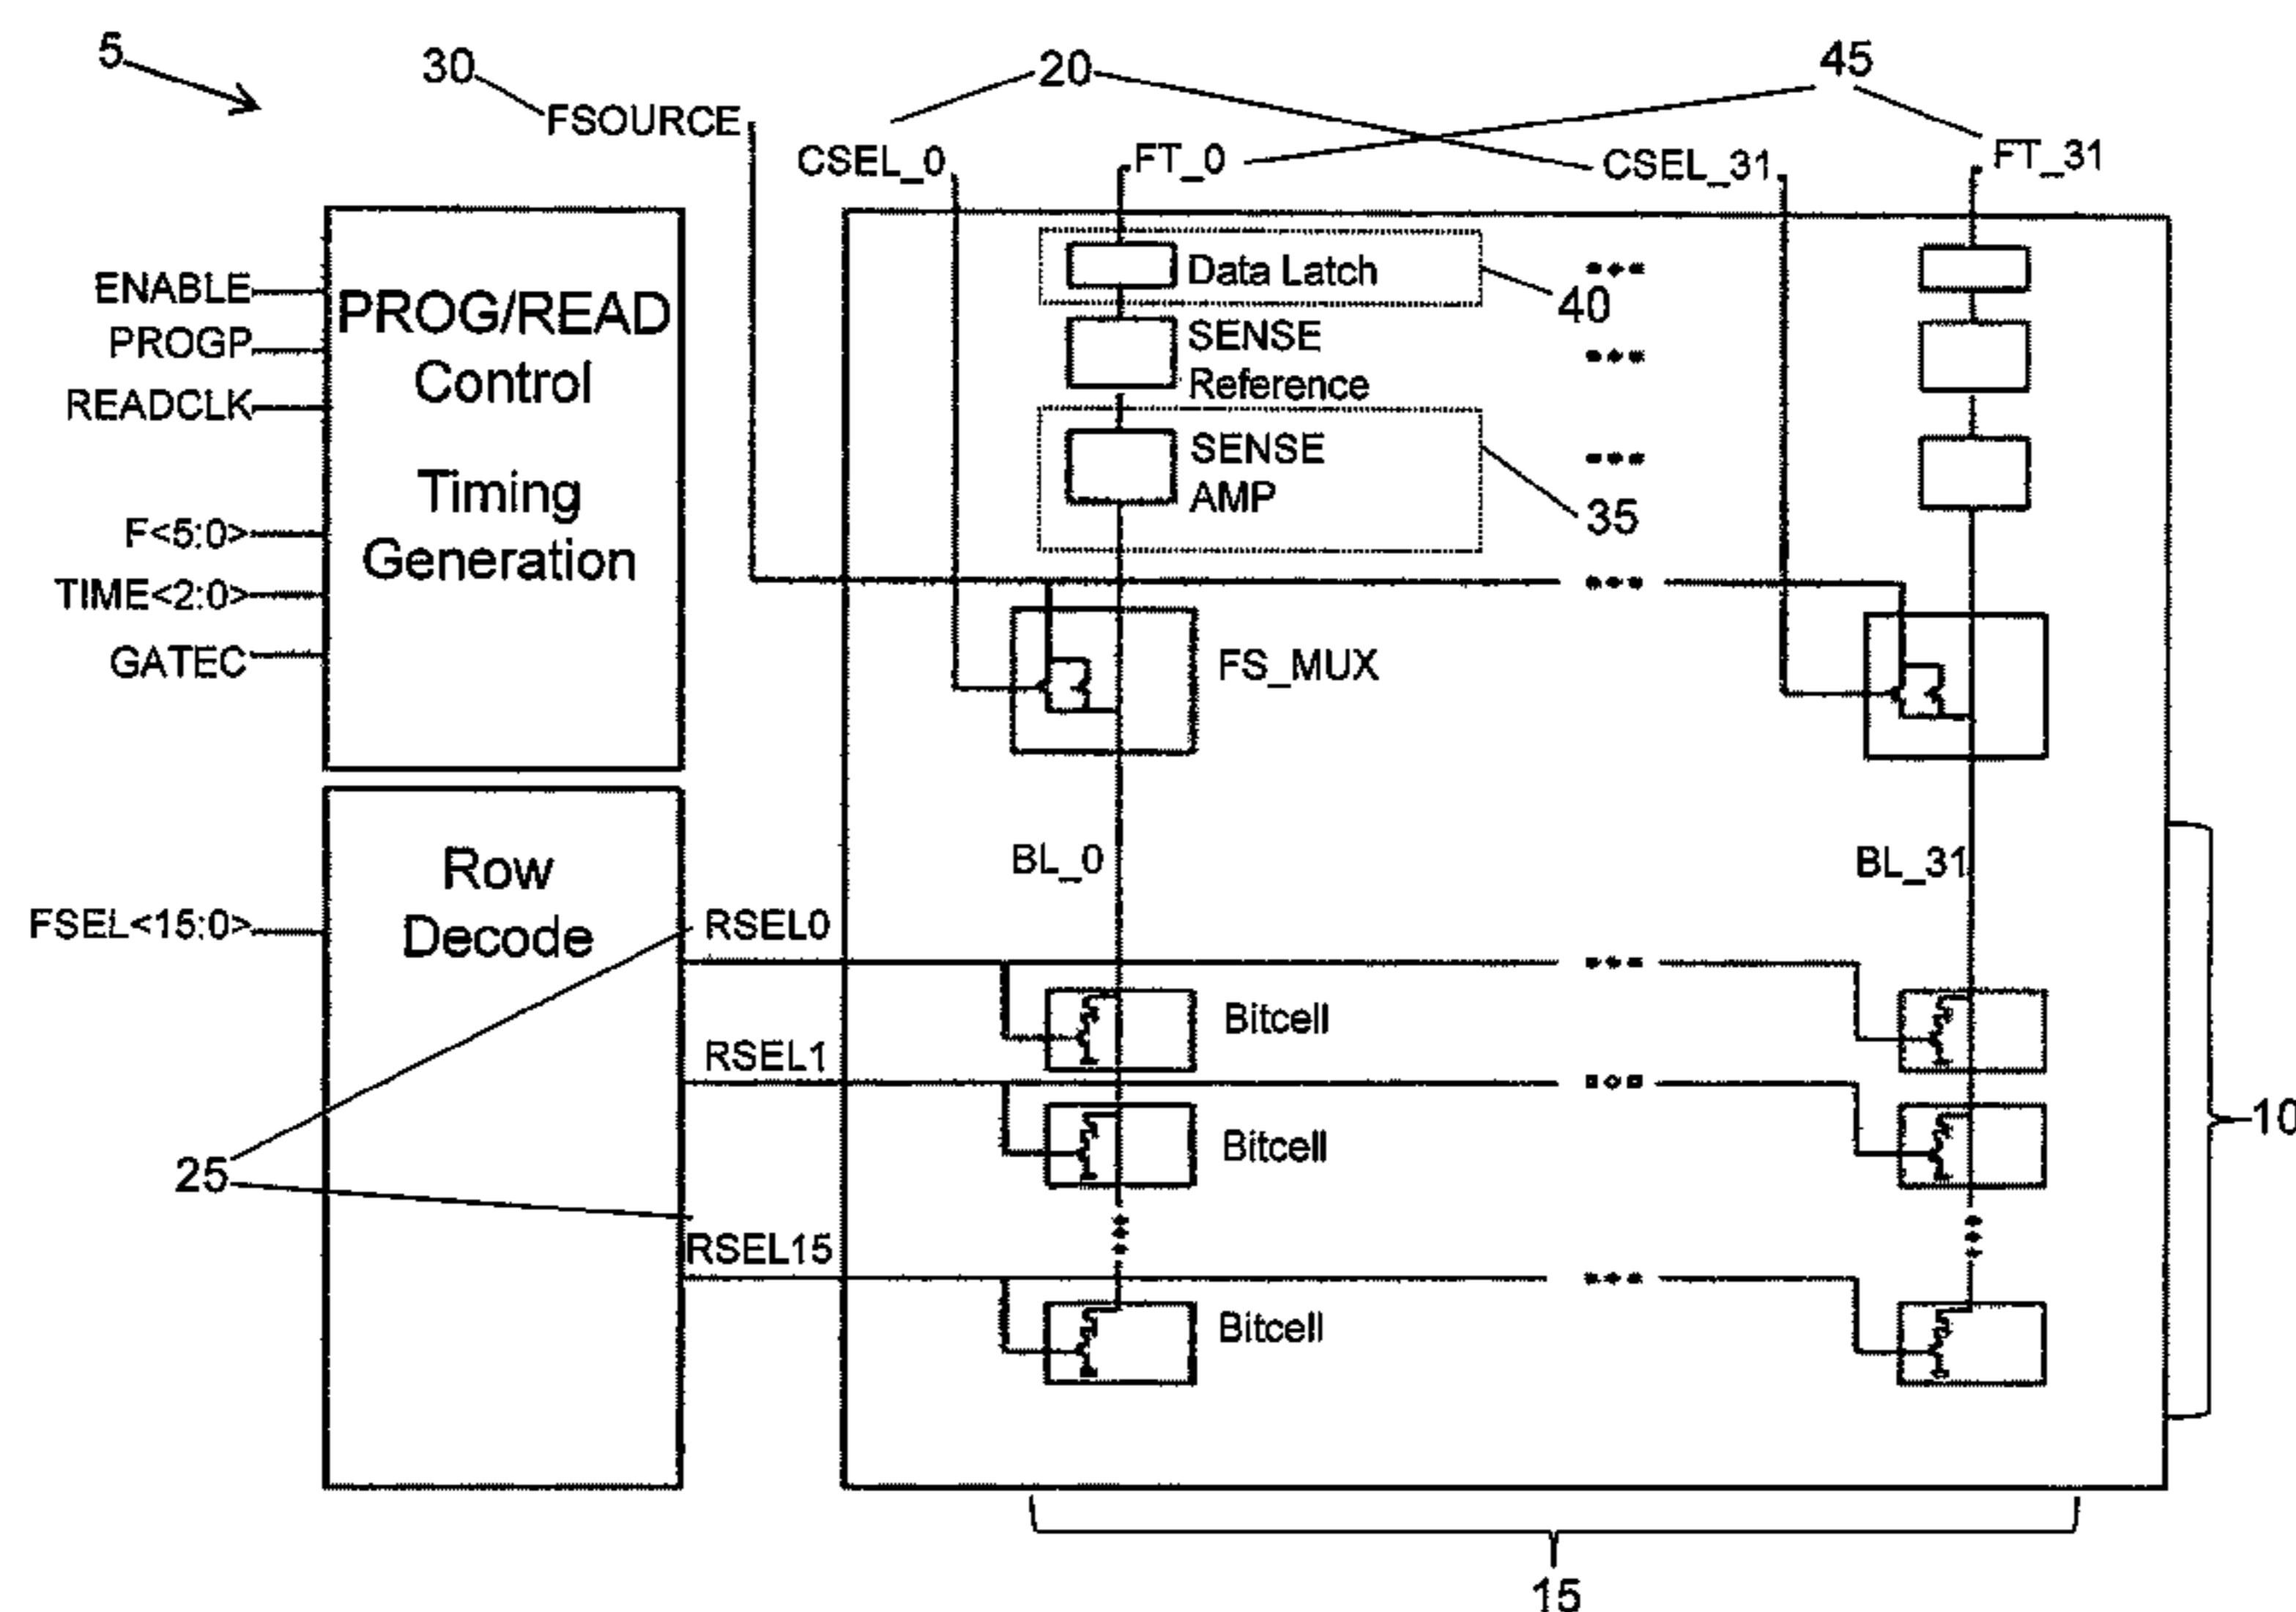 5
30
20
45
FSOURCE
CSEL_0
FT_0
CSEL_31
FT_31
ENABLE
PROGP
READCLK
F<5:0>
TIME<2:0>
GATEC
PROG/READ
Control
Timing
Generation
Data Latch
40
SENSE
Reference
SENSE
AMP
35
FS_MUX
BL_0
BL_31
FSEL<15:0>
Row
Decode
RSEL0
Bitcell
RSEL1
Bitcell
10
25
RSEL15
Bitcell
15